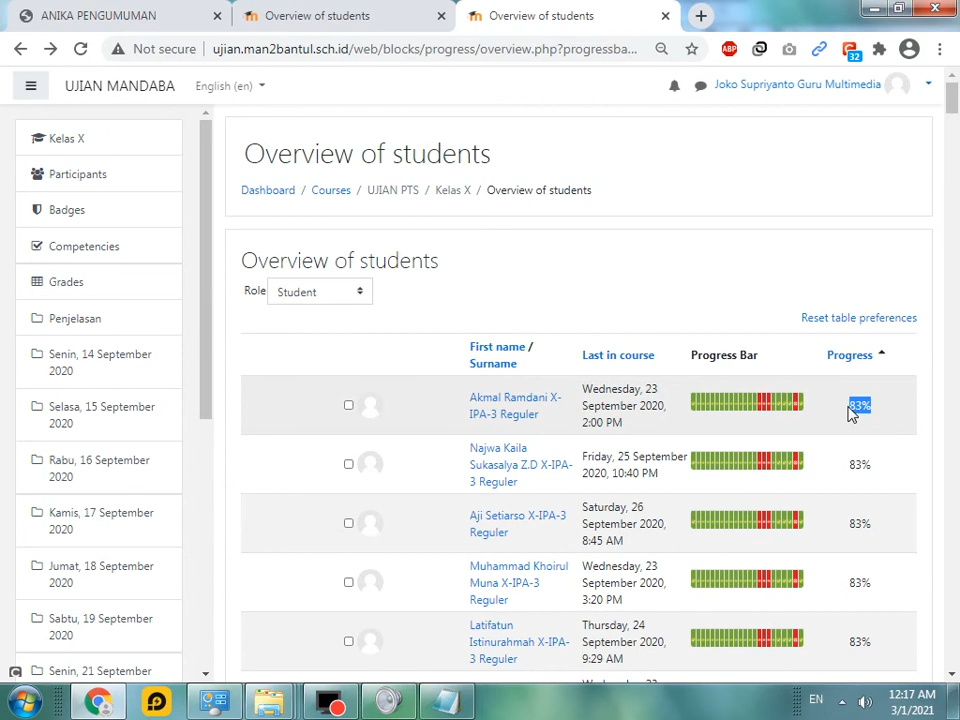 ANIKA PENGUMUMAN
Overview of students
Overview of students
Not secure
ujian.man2bantul.sch.id/web/blocks/progress/overview.php?progressba...
ABP
32
UJIAN MANDABA
English (en)
Joko Supriyanto Guru Multimedia
Kelas X
Participants
Badges
Competencies
Grades
Penjelasan
Senin, 14 September
2020
Selasa, 15 September
2020
Rabu, 16 September
2020
Kamis, 17 September
2020
Jumat, 18 September
2020
Sabtu, 19 September
2020
Senin, 21 September
Overview of students
Dashboard / Courses / UJIAN PTS / Kelas X / Overview of students
Overview of students
Role
Student
Reset table preferences
First name /
Surname
Last in course
Progress Bar
Progress
Akmal Ramdani X-
IPA-3 Reguler
Wednesday, 23
September 2020,
2:00 PM
83%
Najwa Kaila
Sukasalya Z.D X-IPA-
3 Reguler
Friday, 25 September
2020, 10:40 PM
83%
Aji Setiarso X-IPA-3
Reguler
Saturday, 26
September 2020,
8:45 AM
83%
Muhammad Khoirul
Muna X-IPA-3
Reguler
Wednesday, 23
September 2020,
3:20 PM
83%
Latifatun
Istinurahmah X-IPA-
3 Reguler
Thursday, 24
September 2020,
9:29 AM
83%
EN
12:17 AM
3/1/2021